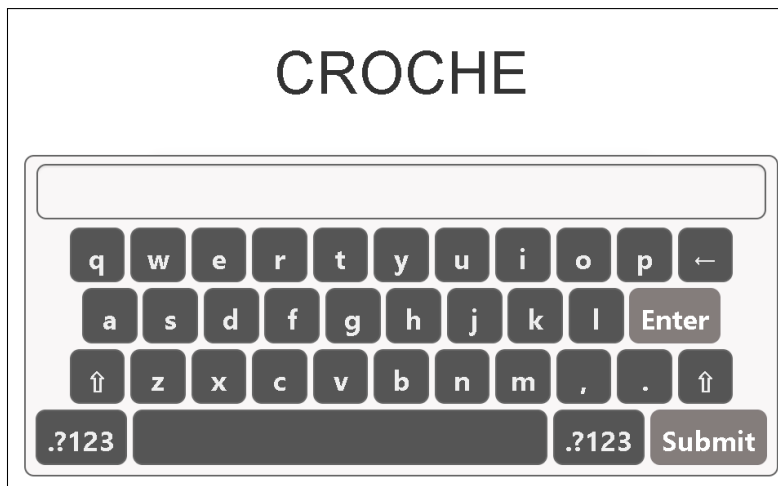 CROCHE
q w e r t y u i o p ←
a s d f g h j k l Enter
⇧ z x c v b n m , . ⇧
.?123 .?123 Submit